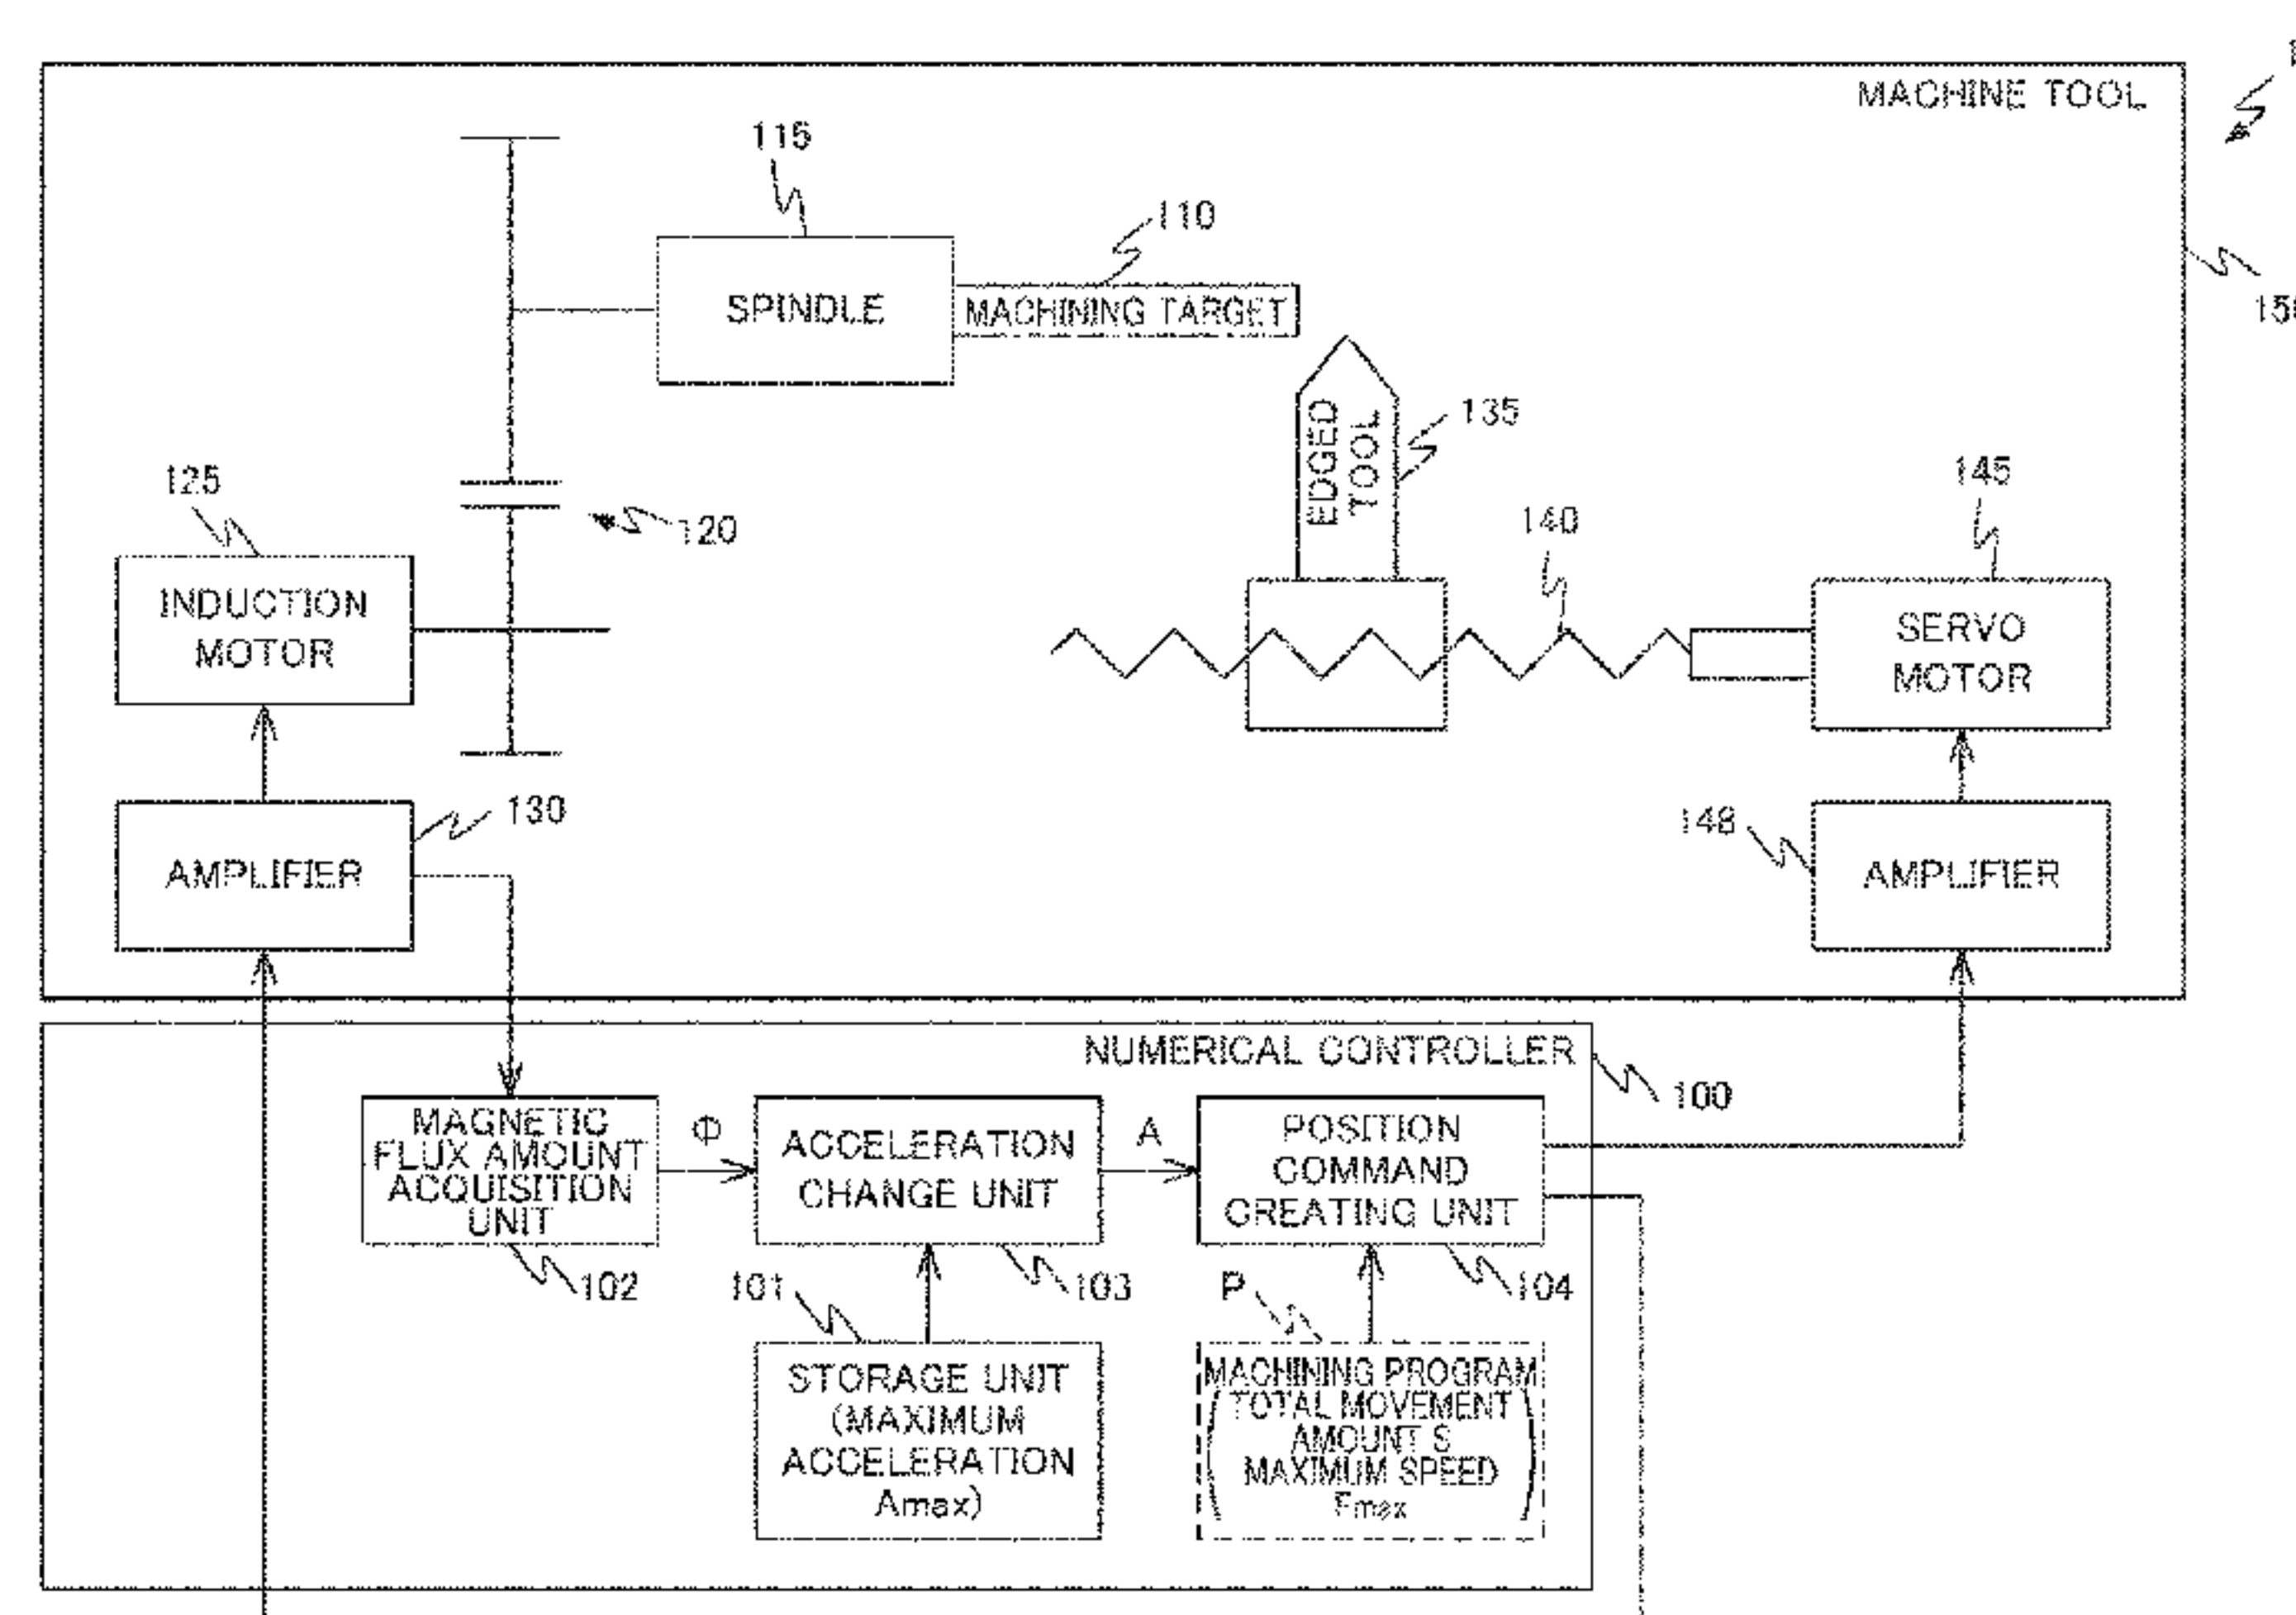 MACHINE TOOL
115
110
SPINDLE
MACHINING TARGET
EDGED
TOOL
135
125
120
140
145
INDUCTION
MOTOR
SERVO
MOTOR
130
148
AMPLIFIER
AMPLIFIER
NUMERICAL CONTROLLER
100
MAGNETIC
FLUX AMOUNT
ACQUISITION
UNIT
Φ
ACCELERATION
CHANGE UNIT
A
POSITION
COMMAND
CREATING UNIT
102
101
103
P
104
STORAGE UNIT
(MAXIMUM
ACCELERATION
Amax)
MACHINING PROGRAM
TOTAL MOVEMENT
AMOUNT S
MAXIMUM SPEED
Fmax